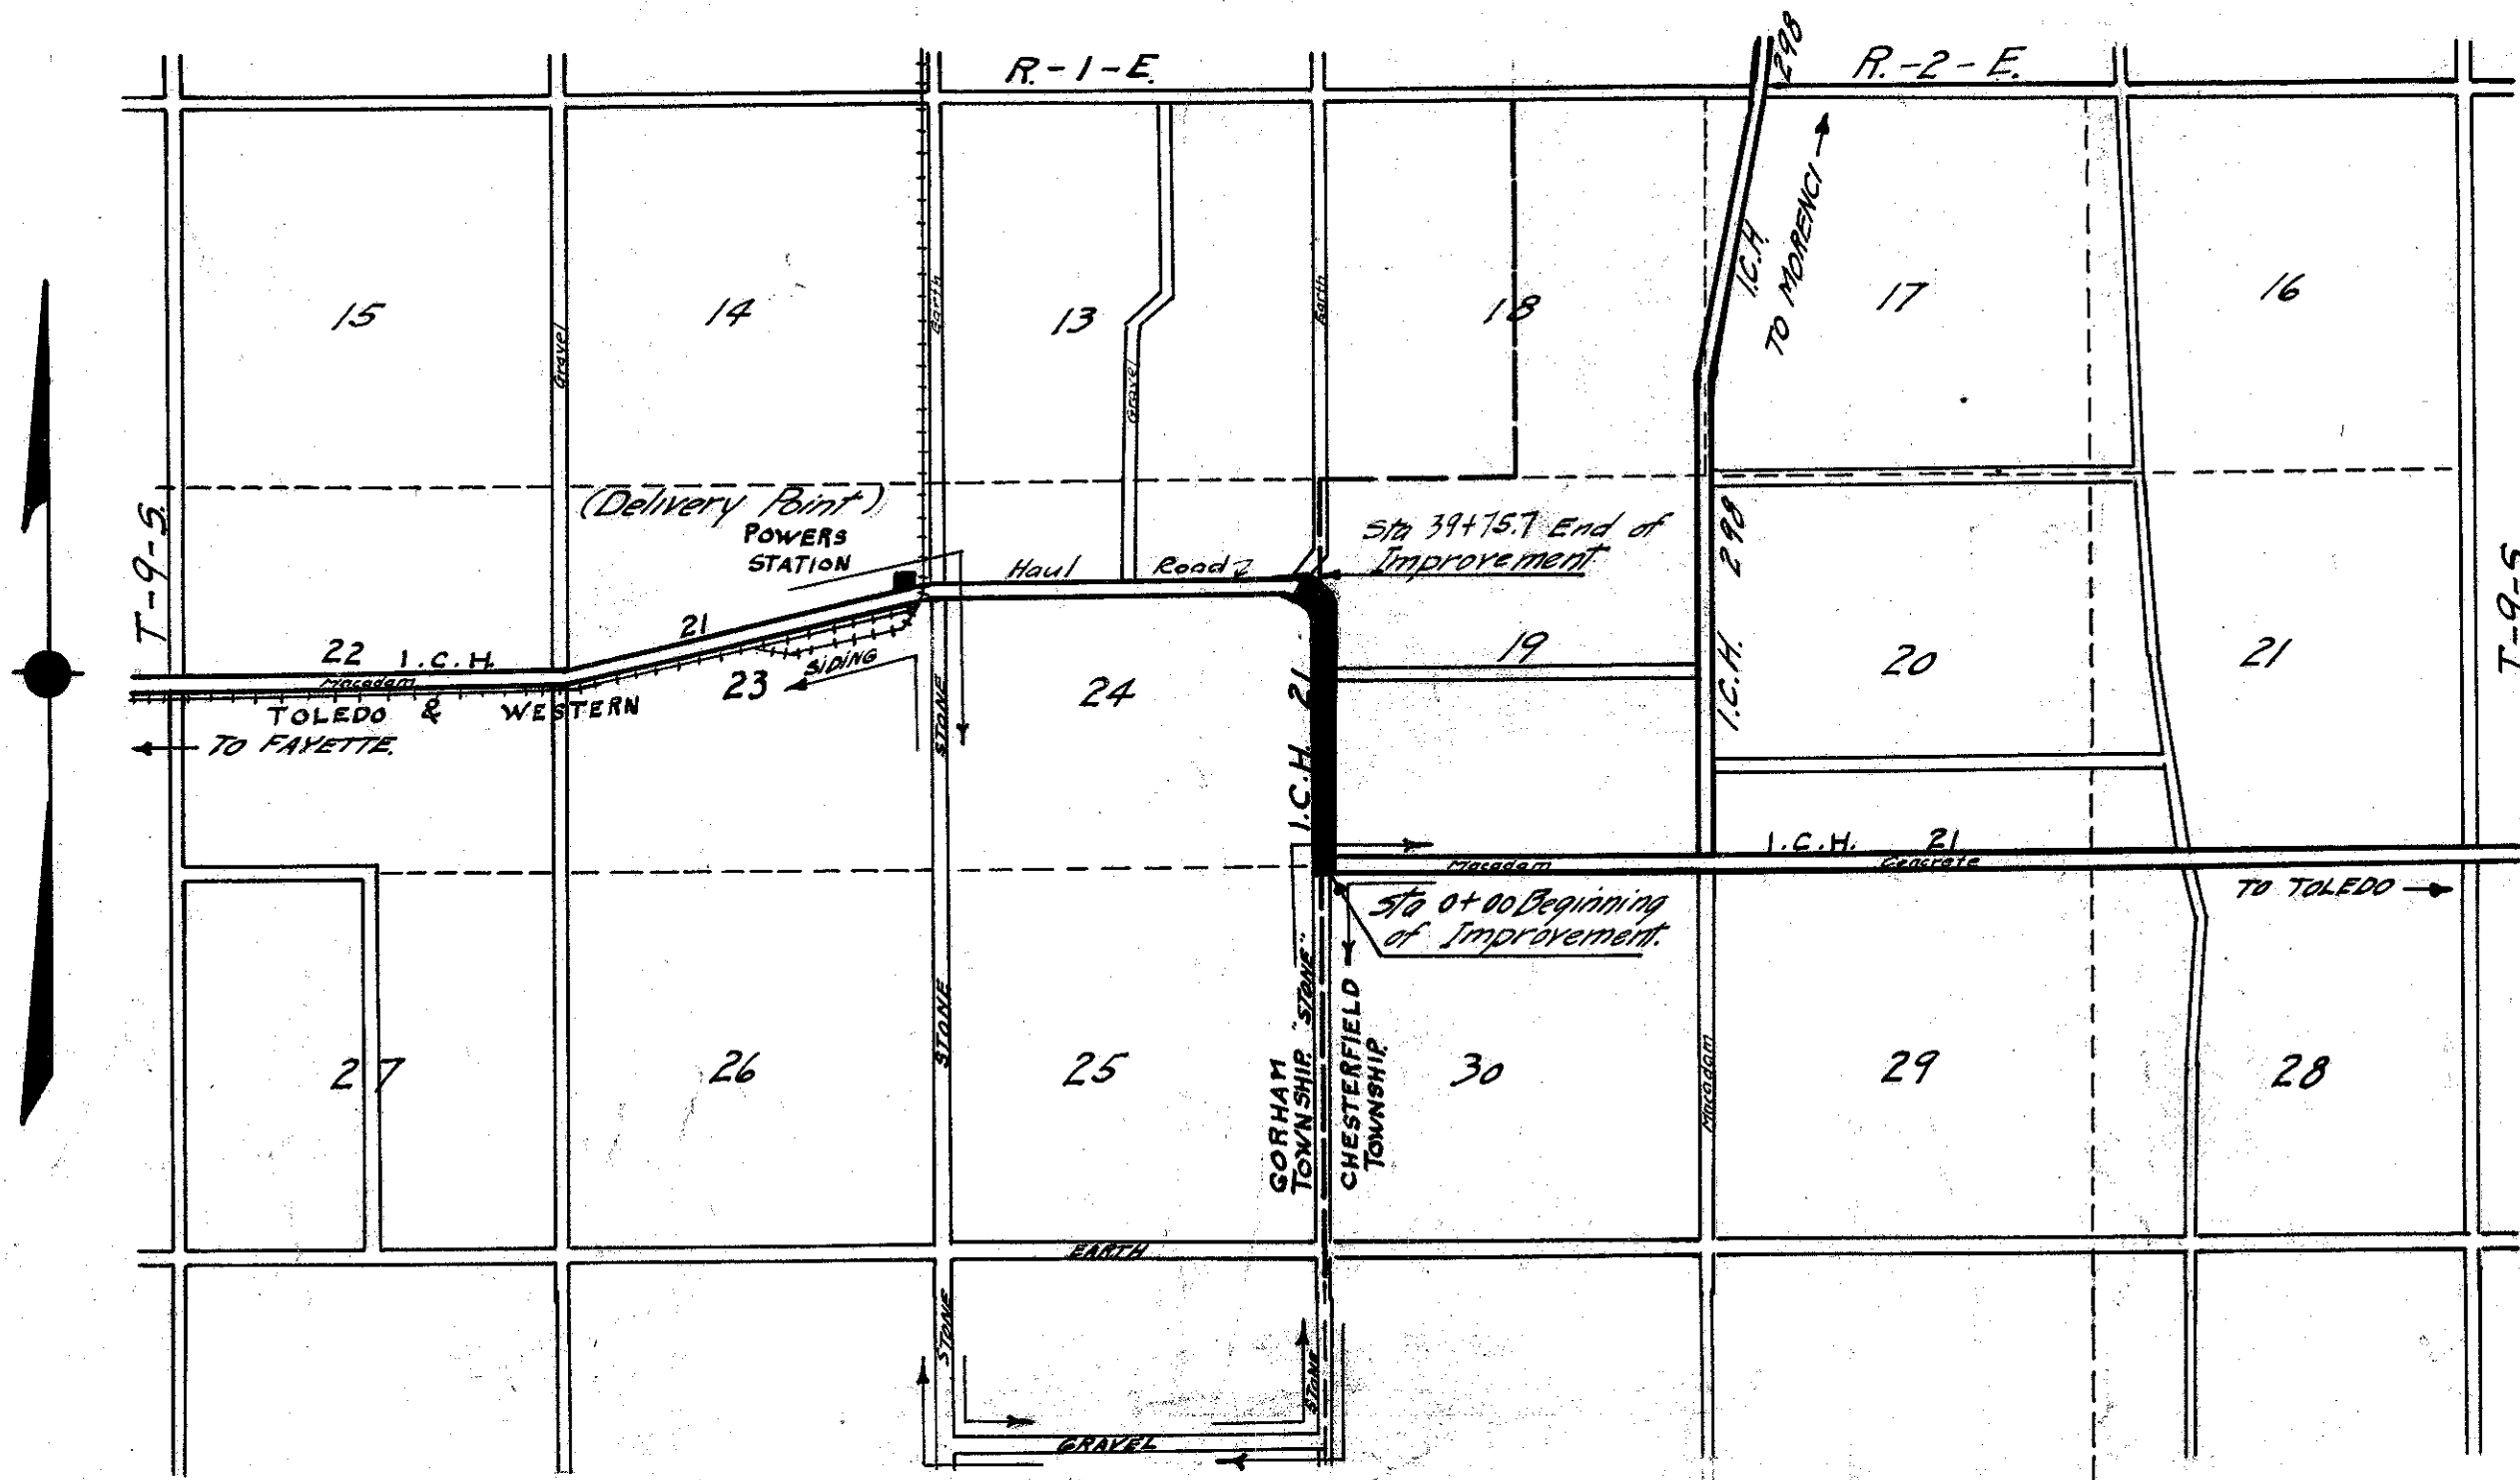 R.-1-E.
R.-2-E.
298
I.C.H.
TO MORENCI
15
14
13
18
17
16
Gravel
Earth
Gravel
Earth
T-9-S.
T-9-S
(Delivery Point)
POWERS
STATION
Haul Road
Sta 39+75.7 End of
Improvement
I.C.H. 298
22 I.C.H.
Macadam
21
SIDING
23
TOLEDO & WESTERN
TO FAYETTE.
STONE
24
I.C.H. 21
19
20
21
Macadam
I.C.H. 21
Concrete
TO TOLEDO
Sta 0+00 Beginning
of Improvement.
27
26
STONE
25
GORHAM
TOWNSHIP.
"STONE"
CHESTERFIELD
TOWNSHIP.
30
Macadam
29
28
EARTH
STONE
STONE
GRAVEL